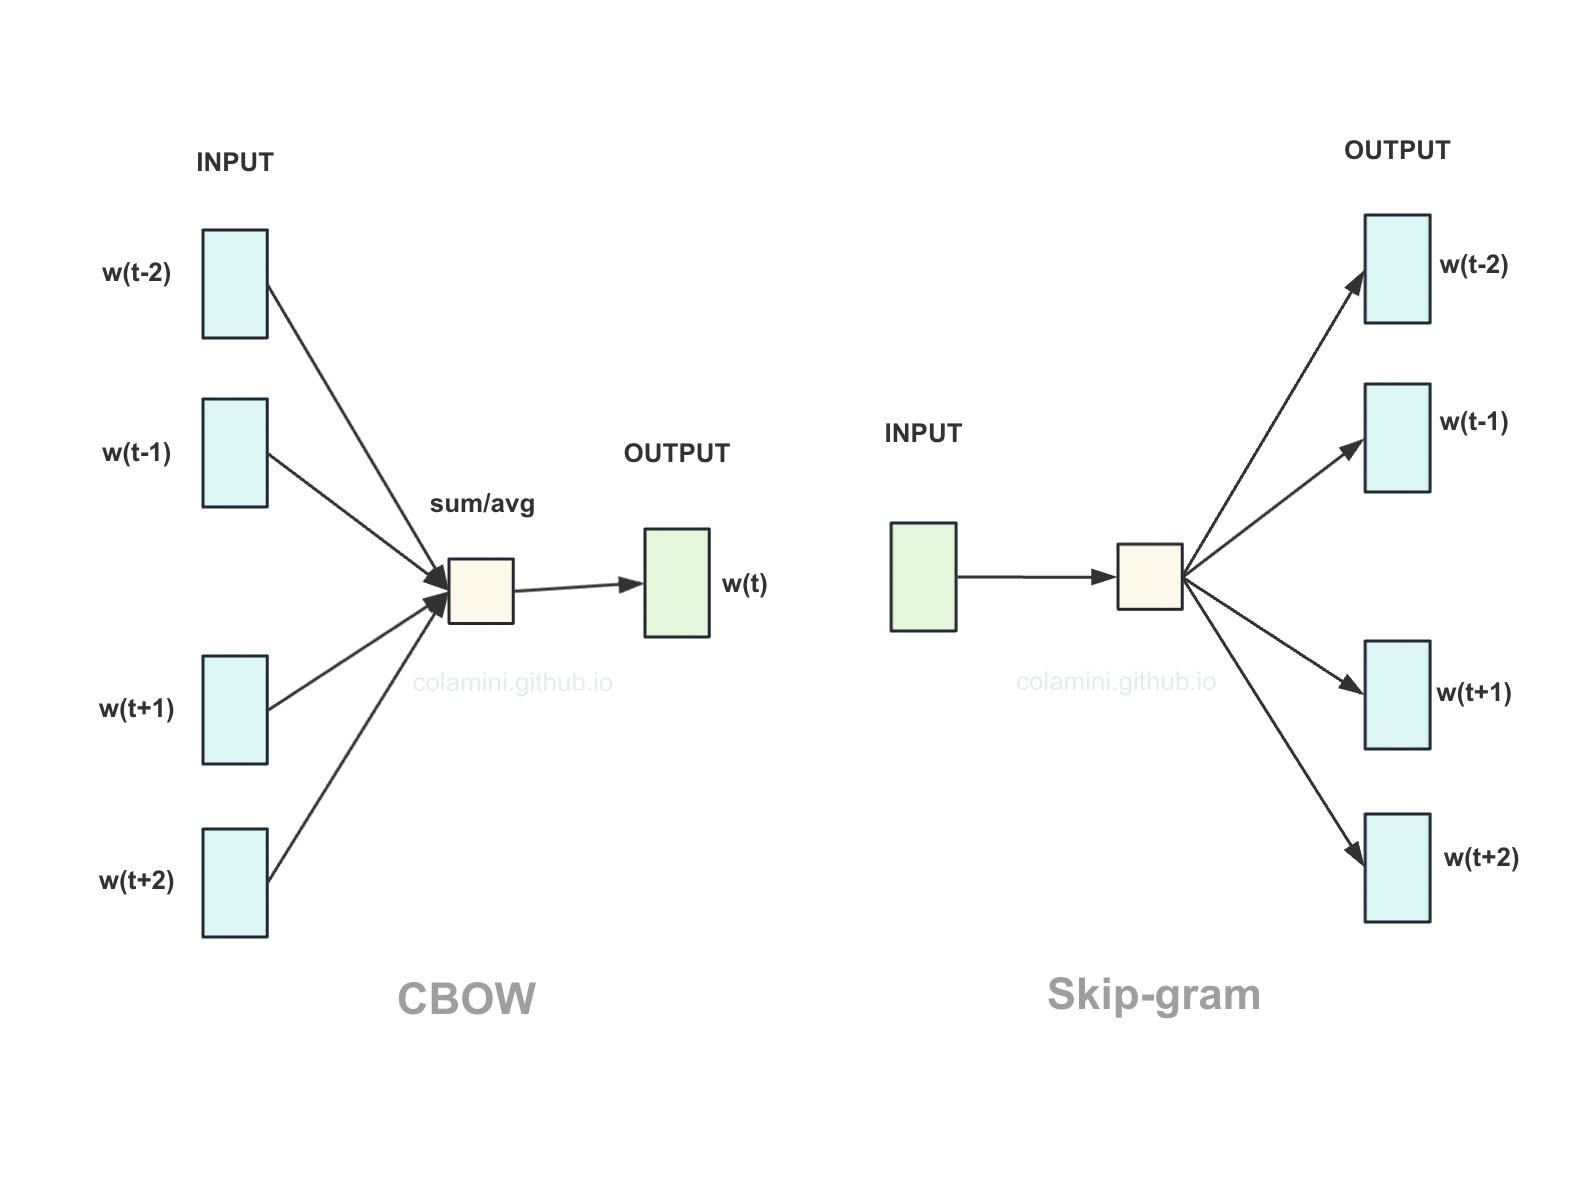 INPUT
w(t-2)
w(t-1)
sum/avg
OUTPUT
w(t)
w(t+1)
w(t+2)
colamini.github.io
CBOW
OUTPUT
w(t-2)
w(t-1)
INPUT
w(t+1)
w(t+2)
colamini.github.io
Skip-gram